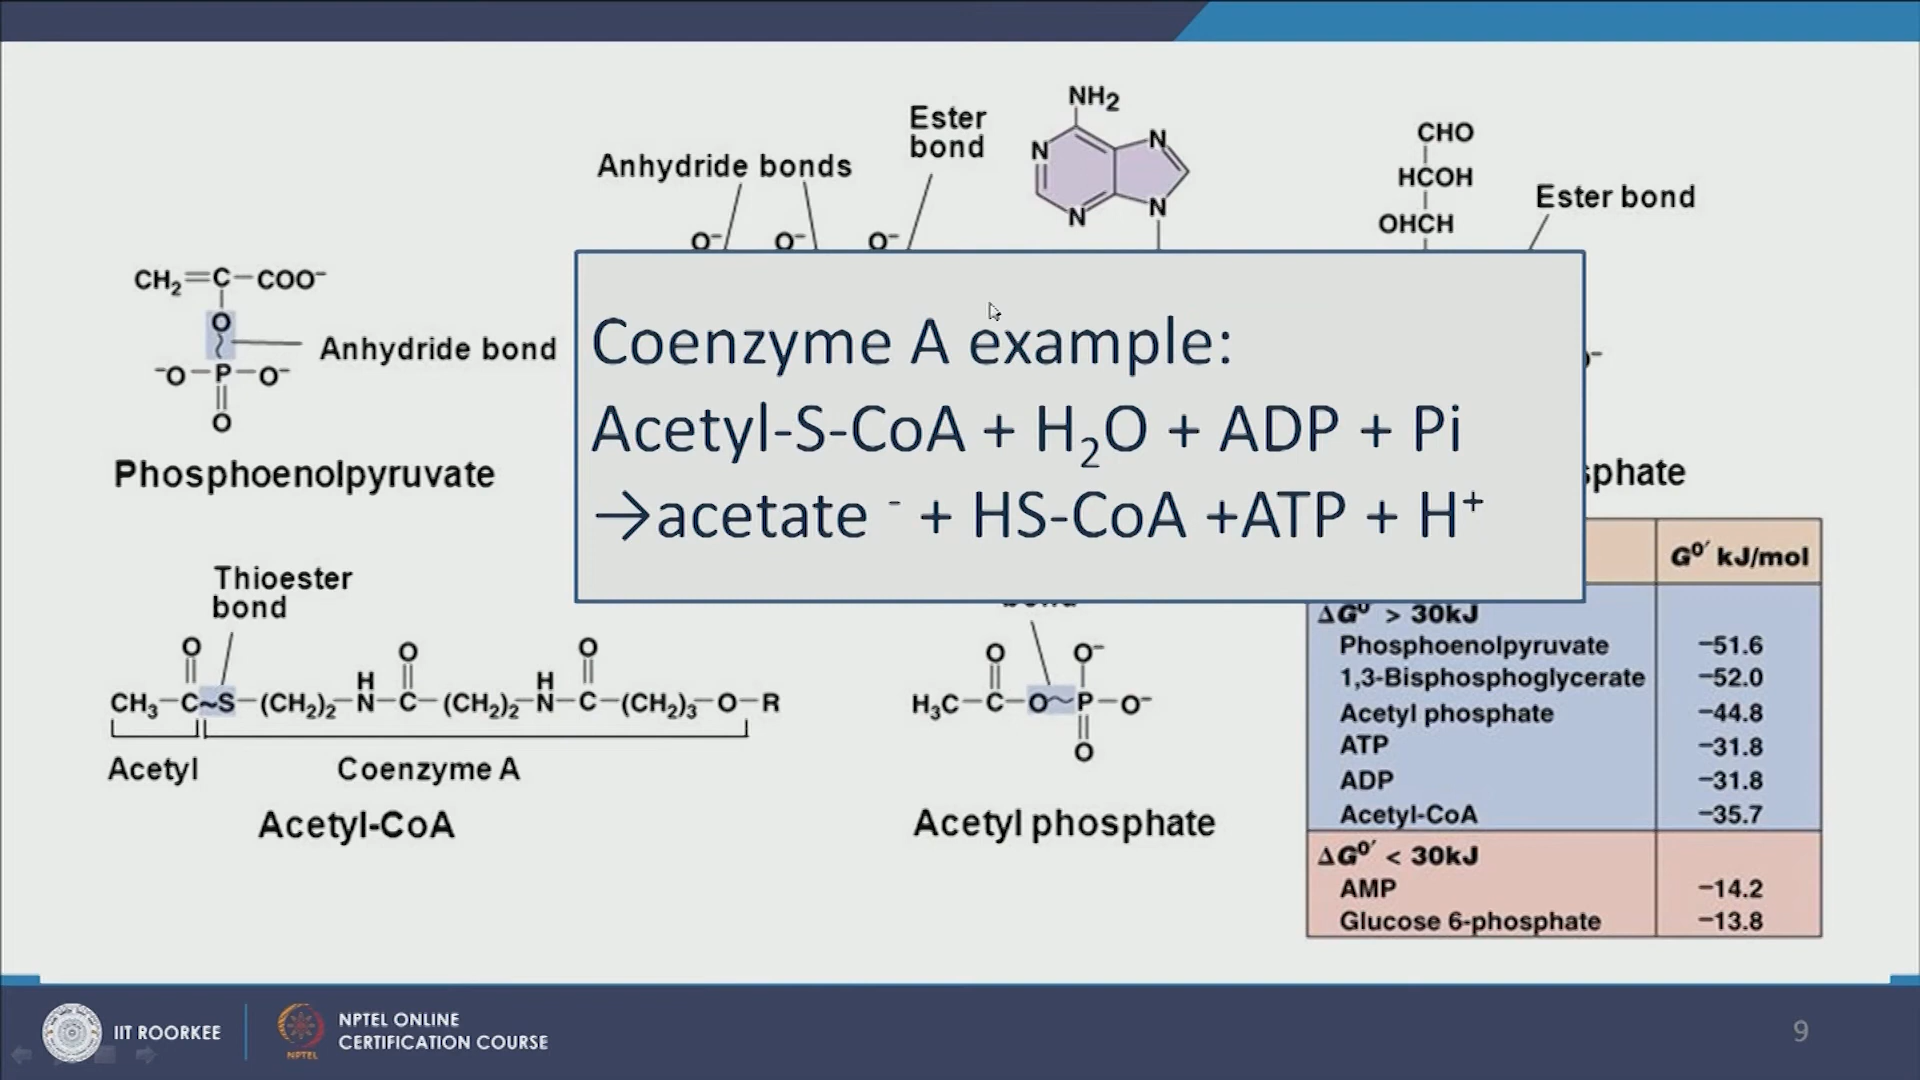 NH2
Ester
bond
Anhydride bonds
N
N
N
N
CHO
HCOH
OHCH
Ester bond
O⁻ O⁻ O⁻
CH₂=C–COO⁻
O
Anhydride bond
⁻O–P–O⁻
O
Phosphoenolpyruvate
Coenzyme A example:
Acetyl-S-CoA + H₂O + ADP + Pi
→acetate ⁻ + HS-CoA +ATP + H⁺
Thioester
bond
O O O
H H
CH₃–C~S–(CH₂)₂–N–C–(CH₂)₂–N–C–(CH₂)₃–O–R
Acetyl Coenzyme A
Acetyl-CoA
O O⁻
H₃C–C–O~P–O⁻
O
Acetyl phosphate
G⁰′ kJ/mol
ΔG⁰′ > 30kJ
Phosphoenolpyruvate −51.6
1,3-Bisphosphoglycerate −52.0
Acetyl phosphate −44.8
ATP −31.8
ADP −31.8
Acetyl-CoA −35.7
ΔG⁰′ < 30kJ
AMP −14.2
Glucose 6-phosphate −13.8
IIT ROORKEE
NPTEL
NPTEL ONLINE
CERTIFICATION COURSE
9